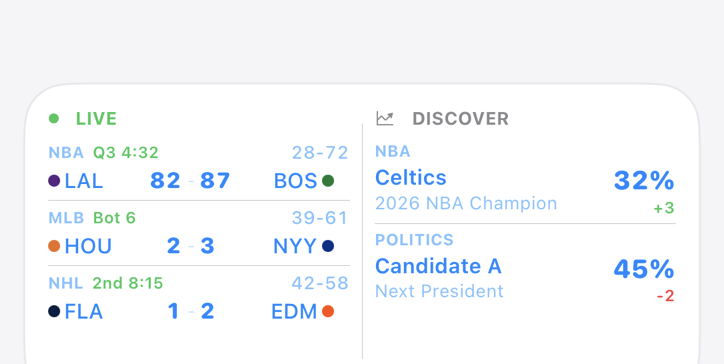 LIVE
NBA Q3 4:32 28-72
LAL 82 - 87 BOS
MLB Bot 6 39-61
HOU 2 - 3 NYY
NHL 2nd 8:15 42-58
FLA 1 - 2 EDM
DISCOVER
NBA
Celtics 32%
2026 NBA Champion +3
POLITICS
Candidate A 45%
Next President -2